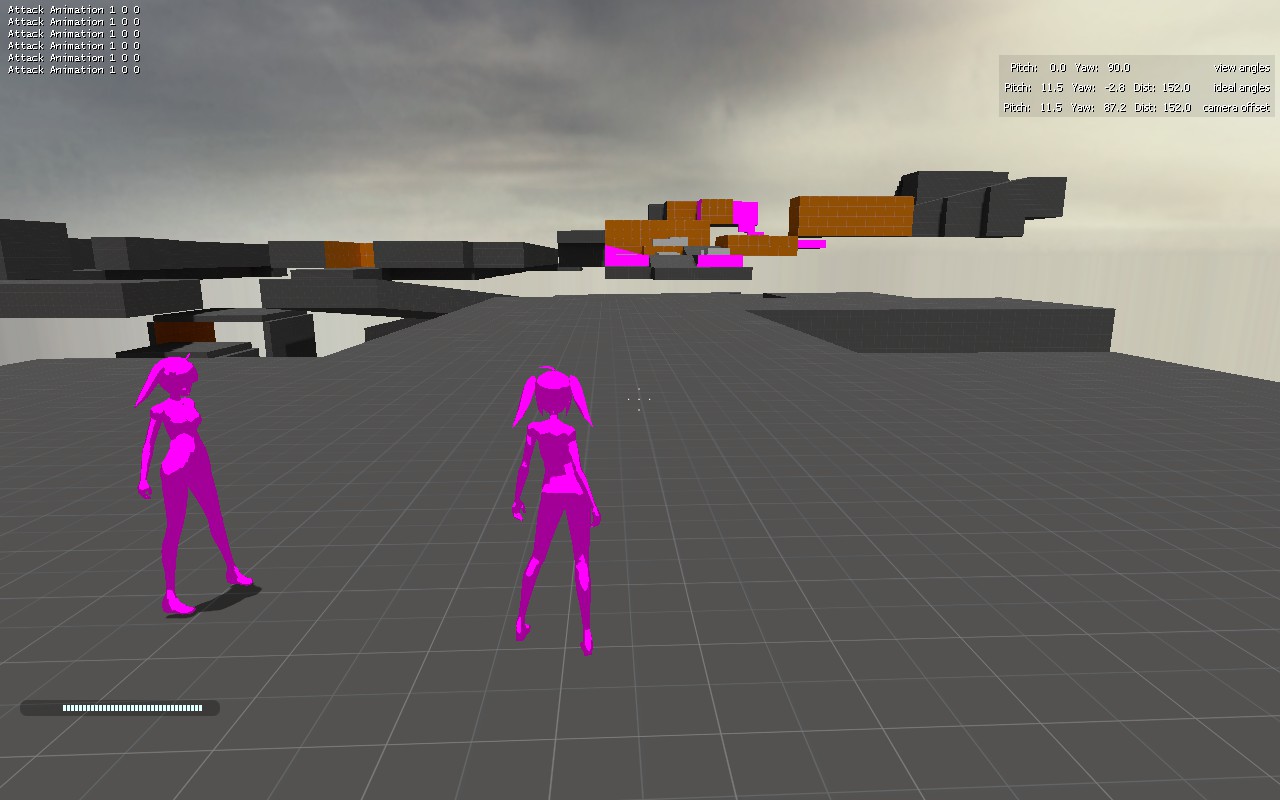 Attack Animation 1 0 0
Attack Animation 1 0 0
Attack Animation 1 0 0
Attack Animation 1 0 0
Attack Animation 1 0 0
Attack Animation 1 0 0
Pitch: 0.0 Yaw: 90.0 view angles
Pitch: 11.5 Yaw: -2.8 Dist: 152.0 ideal angles
Pitch: 11.5 Yaw: 87.2 Dist: 152.0 camera offset